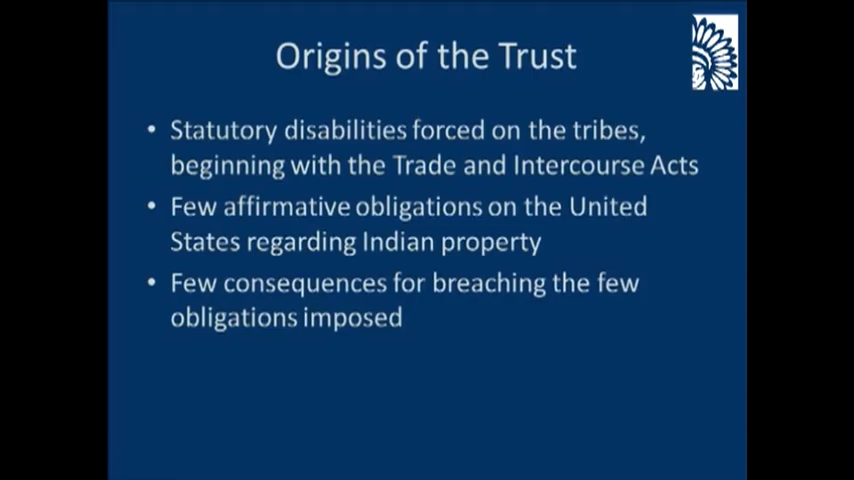 Origins of the Trust
• Statutory disabilities forced on the tribes,
beginning with the Trade and Intercourse Acts
• Few affirmative obligations on the United
States regarding Indian property
• Few consequences for breaching the few
obligations imposed